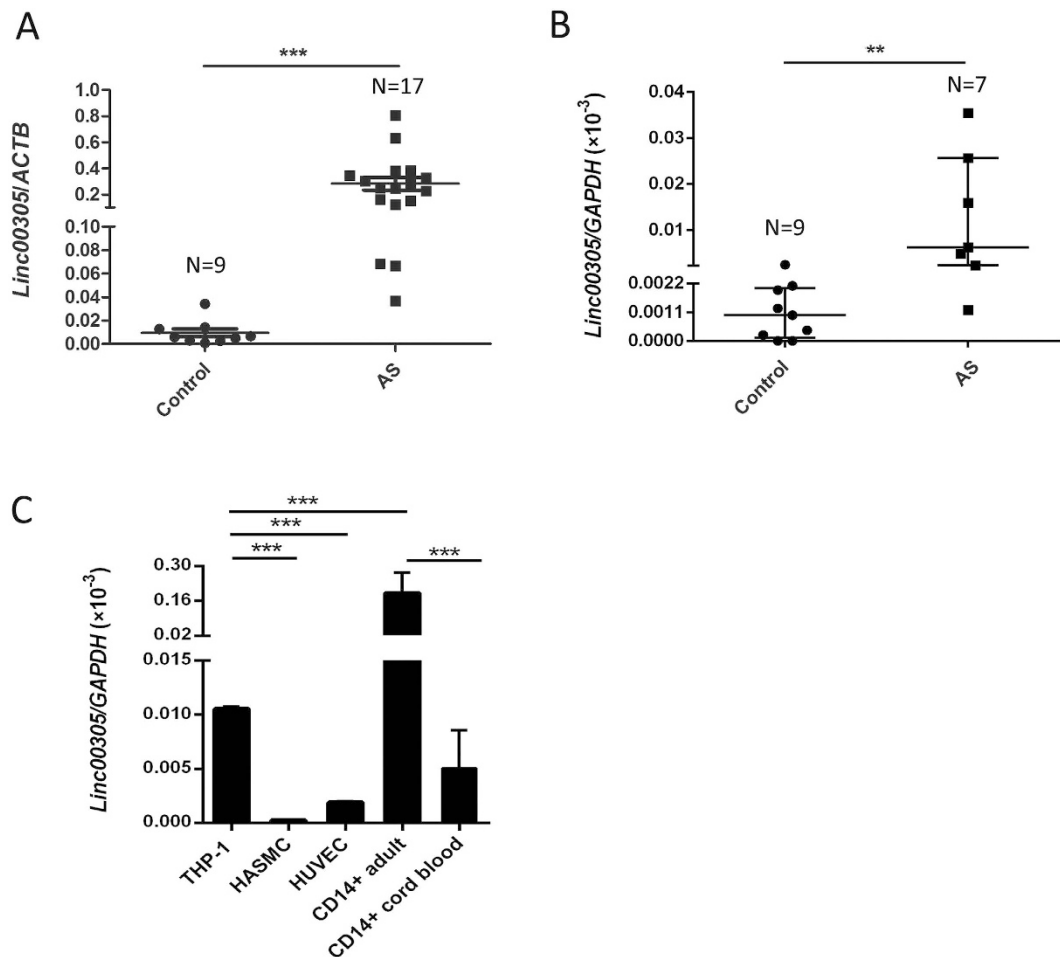 A
***
N=17
N=9
Linc00305/ACTB
1.0
0.8
0.6
0.4
0.2
0.10
0.08
0.06
0.04
0.02
0.00
Control
AS
B
**
N=7
N=9
Linc00305/GAPDH (×10⁻³)
0.04
0.03
0.02
0.01
0.0022
0.0011
0.0000
Control
AS
C
***
***
***
***
Linc00305/GAPDH (×10⁻³)
0.30
0.16
0.02
0.015
0.010
0.005
0.000
THP-1
HASMC
HUVEC
CD14+ adult
CD14+ cord blood